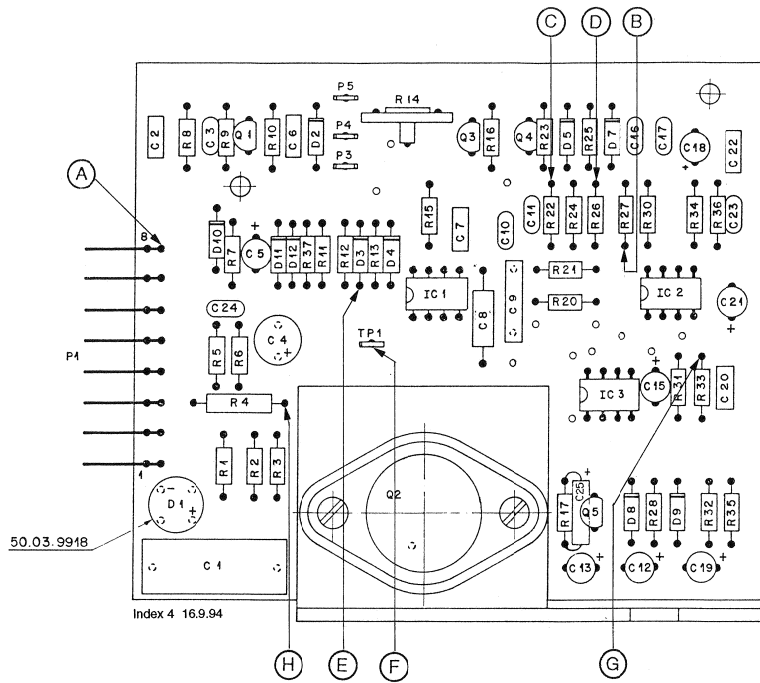 C D B
P5
R14
P4
P3
C2 R8 C3 R9 Q1 R10 C6 D2 Q3 R16 Q4 R23 D5 R25 D7 C16 C17 C18 + C22
A
8
D10 R7 + C5 D11 D12 R37 R11 R12 D3 R13 D4 R15 C7 C10 C11 R22 R24 R26 R27 R30 R34 R36 C23
R21
R20
IC1 C8 C9 IC2 C21 +
C24
R5 R6 C4 +
TP1
P1
R4
IC3 + C15 R31 R33 C20
R1 R2 R3
1
D1 - +
Q2
R17 C25 + Q5 D8 R28 D9 R32 R35
50.03.9918
C1
C13 + C12 + C19 +
Index 4 16.9.94
H E F G